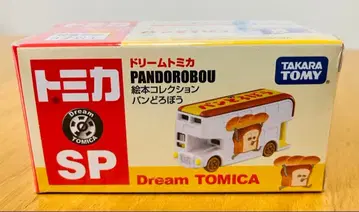 トミカ
Dream
TOMICA
SP
ドリームトミカ
PANDOROBOU
絵本コレクション
パンどろぼう
TAKARA
TOMY
Dream TOMICA